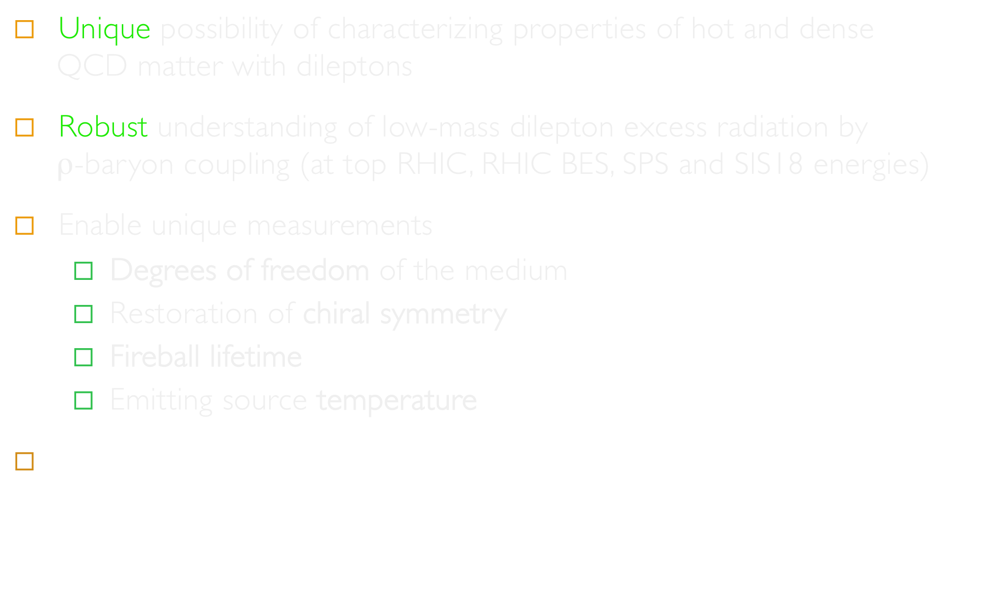 Unique possibility of characterizing properties of hot and dense
QCD matter with dileptons
Robust understanding of low-mass dilepton excess radiation by
ρ-baryon coupling (at top RHIC, RHIC BES, SPS and SIS18 energies)
Enable unique measurements
Degrees of freedom of the medium
Restoration of chiral symmetry
Fireball lifetime
Emitting source temperature